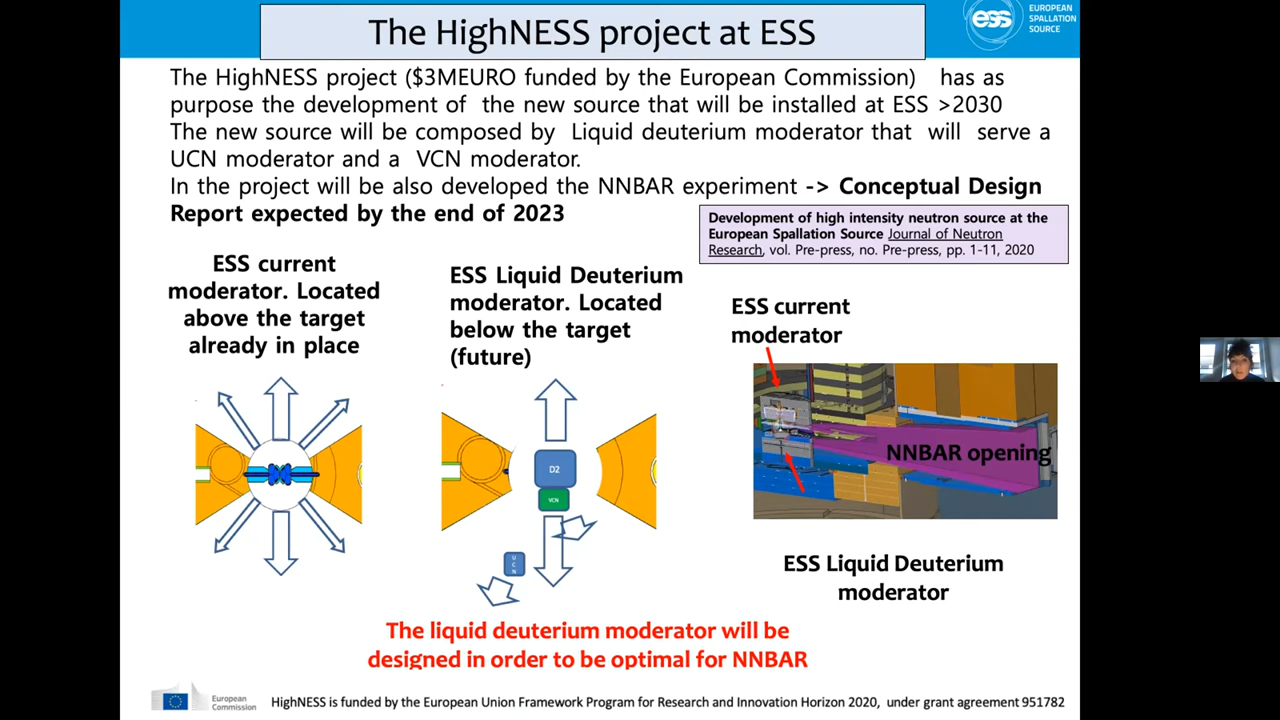 The HighNESS project at ESS
ess
EUROPEAN
SPALLATION
SOURCE
The HighNESS project ($3MEURO funded by the European Commission) has as
purpose the development of the new source that will be installed at ESS >2030
The new source will be composed by Liquid deuterium moderator that will serve a
UCN moderator and a VCN moderator.
In the project will be also developed the NNBAR experiment -> Conceptual Design
Report expected by the end of 2023
Development of high intensity neutron source at the
European Spallation Source Journal of Neutron
Research, vol. Pre-press, no. Pre-press, pp. 1-11, 2020
ESS current
moderator. Located
above the target
already in place
ESS Liquid Deuterium
moderator. Located
below the target
(future)
ESS current
moderator
D2
VCN
U
C
N
NNBAR opening
ESS Liquid Deuterium
moderator
The liquid deuterium moderator will be
designed in order to be optimal for NNBAR
European
Commission
HighNESS is funded by the European Union Framework Program for Research and Innovation Horizon 2020, under grant agreement 951782